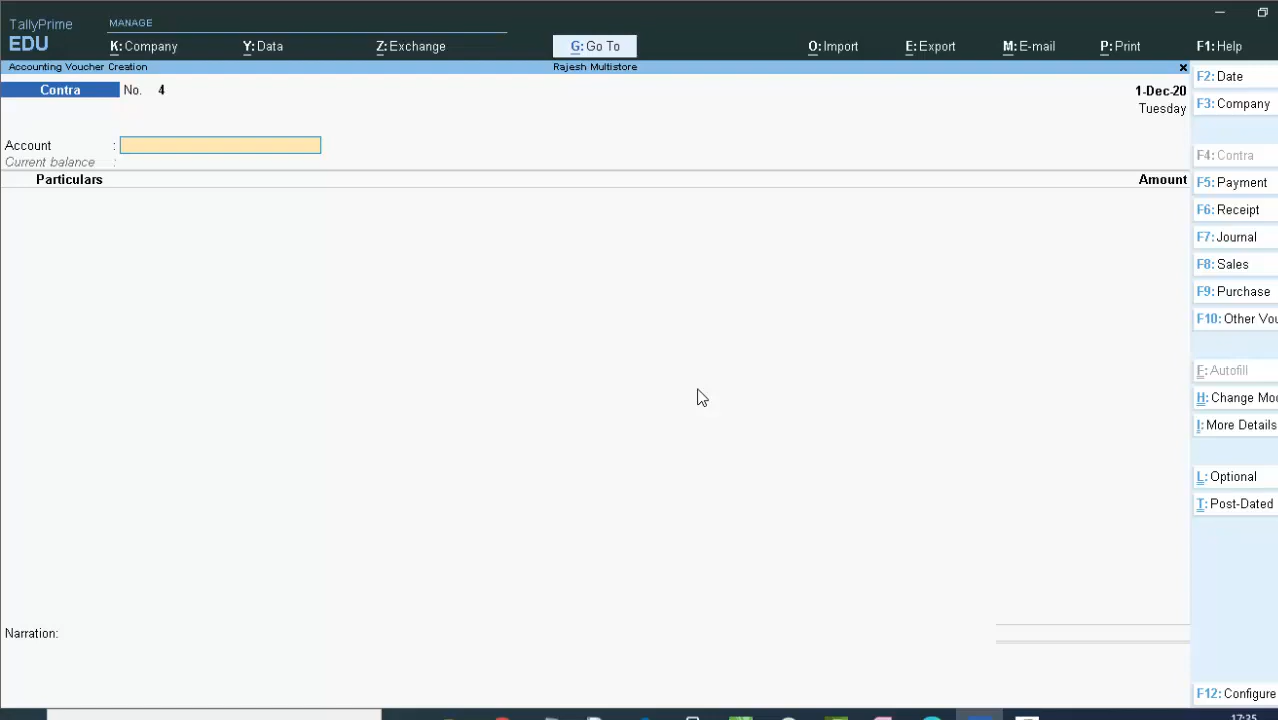 TallyPrime
EDU
MANAGE
K: Company
Y: Data
Z: Exchange
G: Go To
O: Import
E: Export
M: E-mail
P: Print
F1: Help
Accounting Voucher Creation
Rajesh Multistore
Contra No. 4
1-Dec-20
Tuesday
Account :
Current balance :
Particulars
Amount
Narration:
F2: Date
F3: Company
F4: Contra
F5: Payment
F6: Receipt
F7: Journal
F8: Sales
F9: Purchase
F10: Other Vou
F: Autofill
H: Change Mod
I: More Details
L: Optional
T: Post-Dated
F12: Configure
17:35